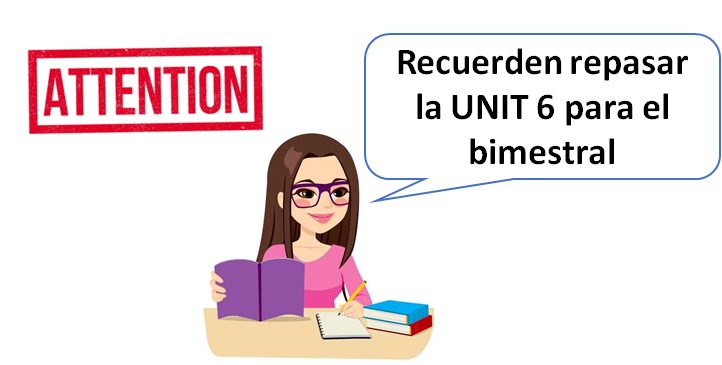 ATTENTION
Recuerden repasar
la UNIT 6 para el
bimestral